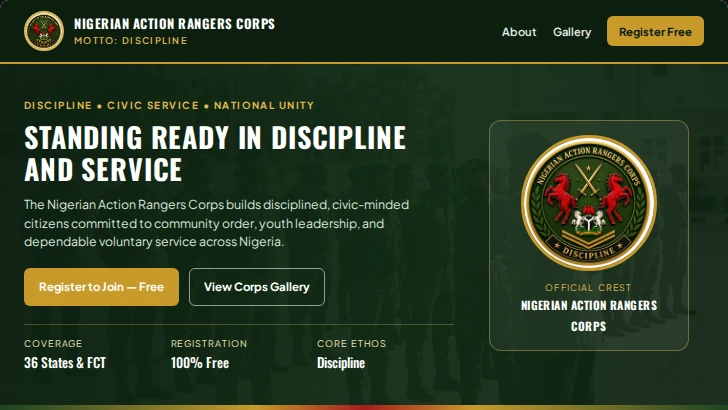 NIGERIAN ACTION RANGERS CORPS
MOTTO: DISCIPLINE
About
Gallery
Register Free
DISCIPLINE • CIVIC SERVICE • NATIONAL UNITY
STANDING READY IN DISCIPLINE
AND SERVICE
The Nigerian Action Rangers Corps builds disciplined, civic-minded
citizens committed to community order, youth leadership, and
dependable voluntary service across Nigeria.
Register to Join — Free
View Corps Gallery
COVERAGE
36 States & FCT
REGISTRATION
100% Free
CORE ETHOS
Discipline
NIGERIAN ACTION RANGERS CORPS
DISCIPLINE
OFFICIAL CREST
NIGERIAN ACTION RANGERS
CORPS